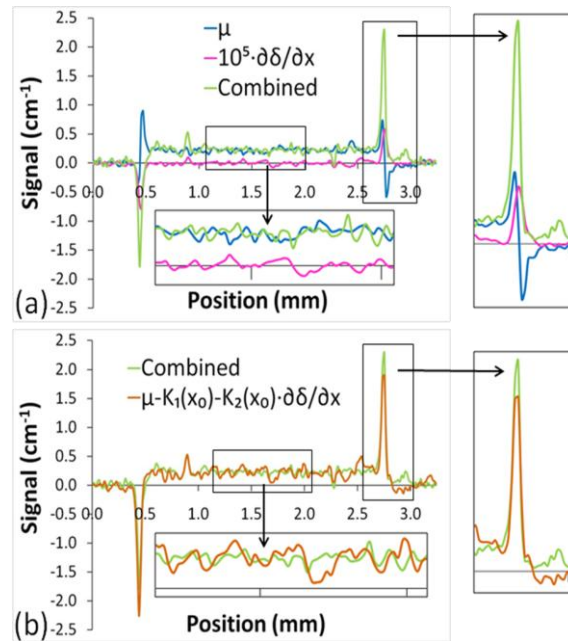 2.5
μ
2.0
10⁵·∂δ/∂x
1.5
Combined
1.0
0.5
0.0
0.0 0.5 1.0 1.5 2.0 2.5 3.0
-0.5
-1.0
-1.5
-2.0
-2.5
Signal (cm⁻¹)
Position (mm)
(a)
2.5
Combined
2.0
μ-K₁(x₀)-K₂(x₀)·∂δ/∂x
1.5
1.0
0.5
0.0
0.0 0.5 1.0 1.5 2.0 2.5 3.0
-0.5
-1.0
-1.5
-2.0
-2.5
Signal (cm⁻¹)
Position (mm)
(b)